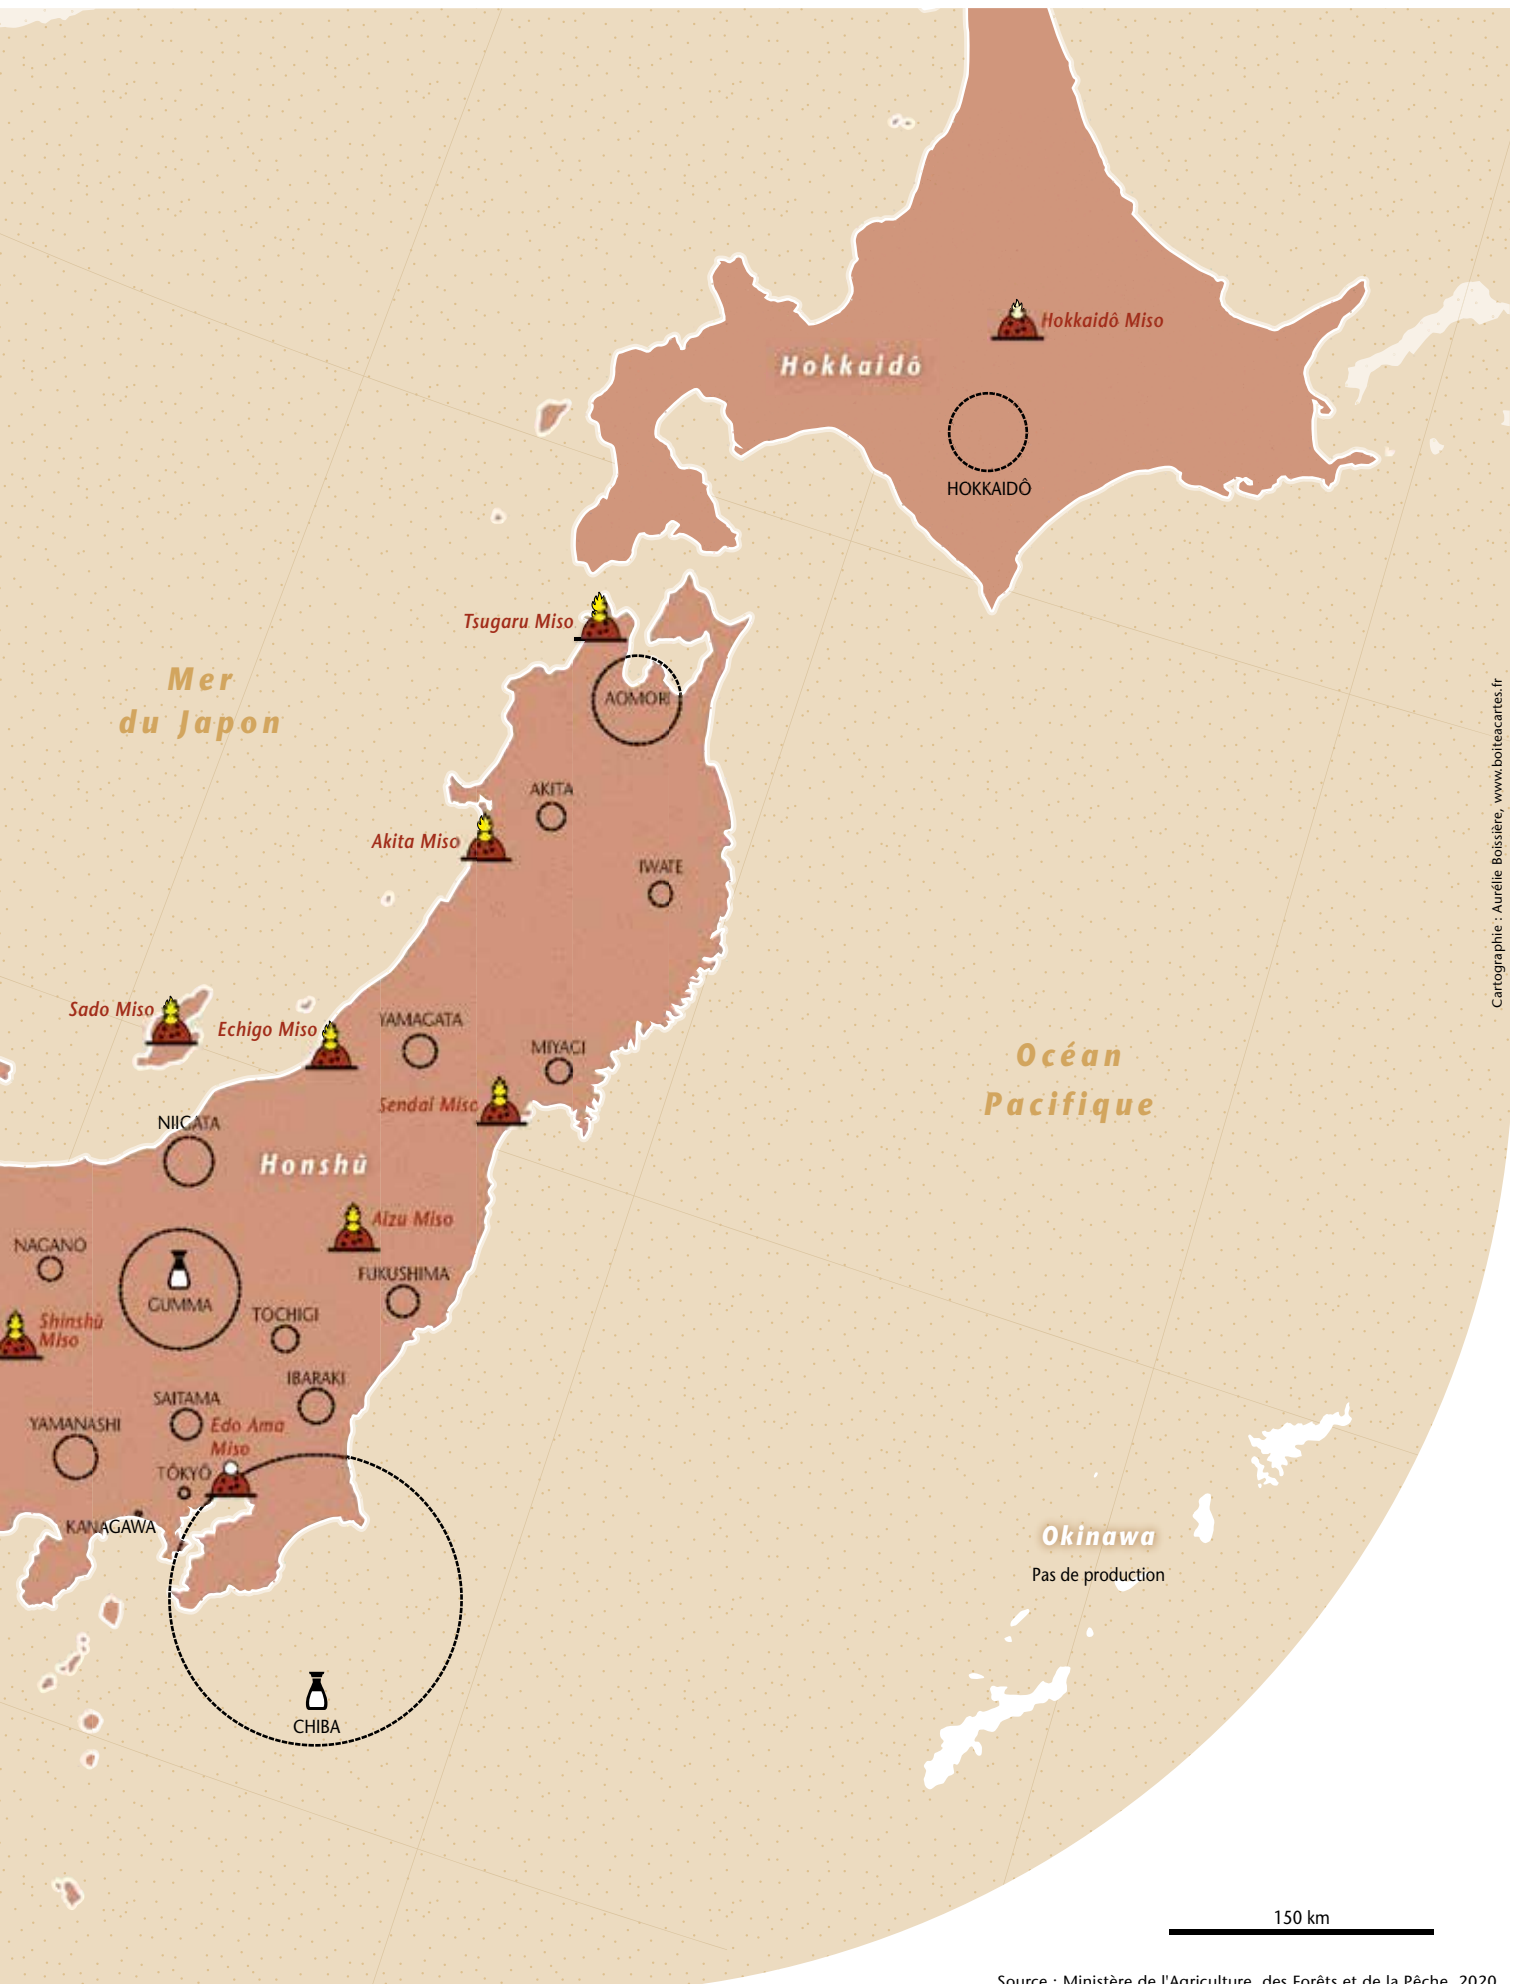 Hokkaidô Miso
Hokkaidô
HOKKAIDÔ
Tsugaru Miso
Mer
du Japon
AOMORI
AKITA
Akita Miso
IWATE
Sado Miso
Echigo Miso
YAMAGATA
MIYAGI
Sendai Miso
Océan
Pacifique
NIIGATA
Honshû
Aizu Miso
NAGANO
FUKUSHIMA
GUMMA
TOCHIGI
Shinshû
Miso
IBARAKI
SAITAMA
YAMANASHI
Edo Ama
Miso
TÔKYÔ
KANAGAWA
CHIBA
Okinawa
Pas de production
Cartographie : Aurélie Boissière, www.boiteacartes.fr
150 km
Source : Ministère de l'Agriculture, des Forêts et de la Pêche, 2020